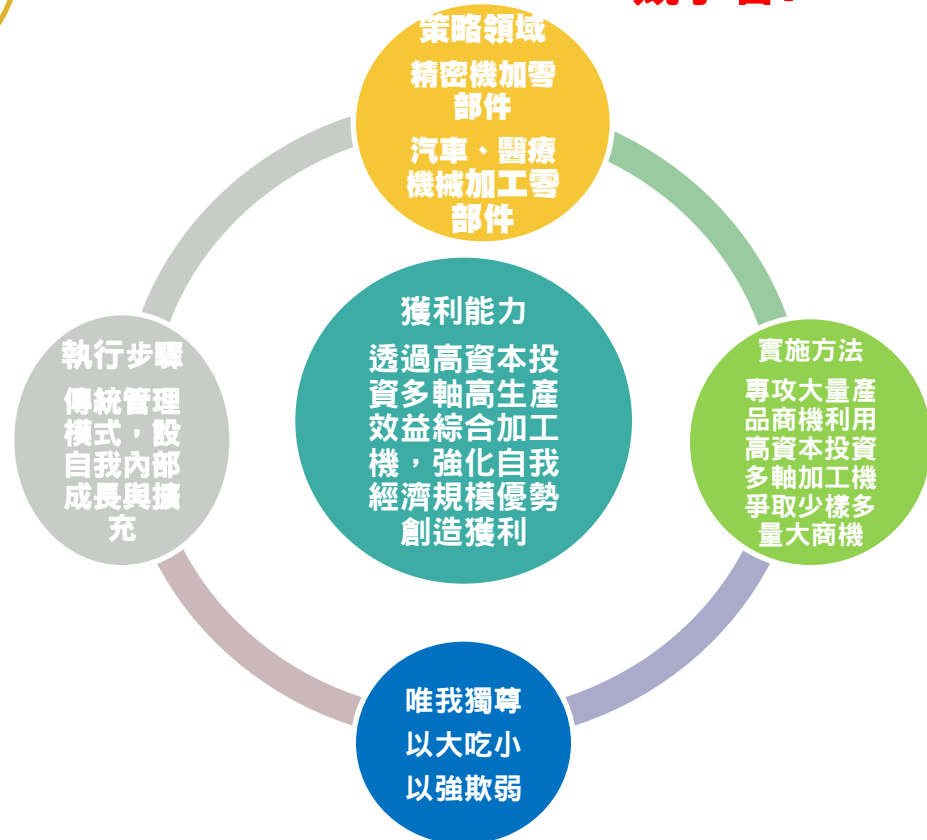 策略領域
精密機加零
部件
汽車、醫療
機械加工零
部件
獲利能力
透過高資本投
資多軸高生產
效益綜合加工
機，強化自我
經濟規模優勢
創造獲利
執行步驟
傳統管理
模式，設
自我內部
成長與擴
充
實施方法
專攻大量產
品商機利用
高資本投資
多軸加工機
爭取少樣多
量大商機
唯我獨尊
以大吃小
以強欺弱